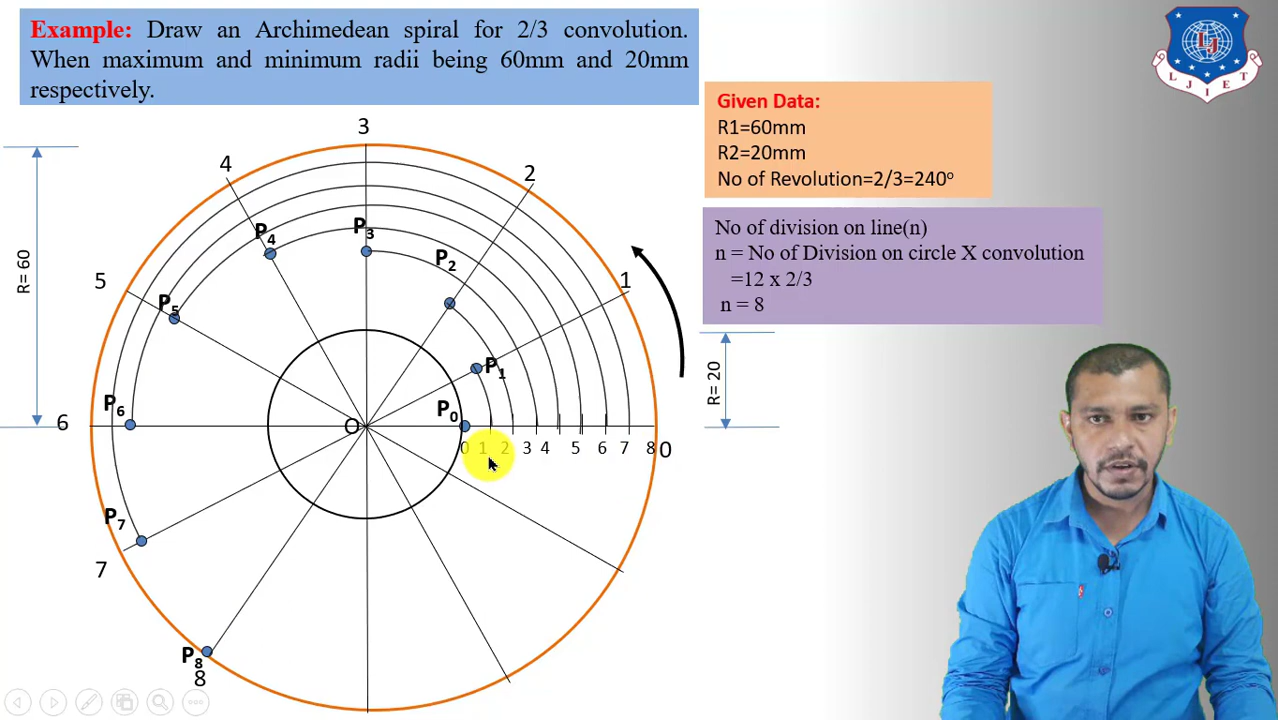 Example: Draw an Archimedean spiral for 2/3 convolution.
When maximum and minimum radii being 60mm and 20mm
respectively.
Given Data:
R1=60mm
R2=20mm
No of Revolution=2/3=240º
No of division on line(n)
n = No of Division on circle X convolution
=12 x 2/3
n = 8
LJIET
LJ
3
4
2
5
1
6
7
8
0
R= 60
R= 20
P4
P3
P2
P5
P1
P6
P0
O
0 1 2 3 4 5 6 7 8
P7
P8